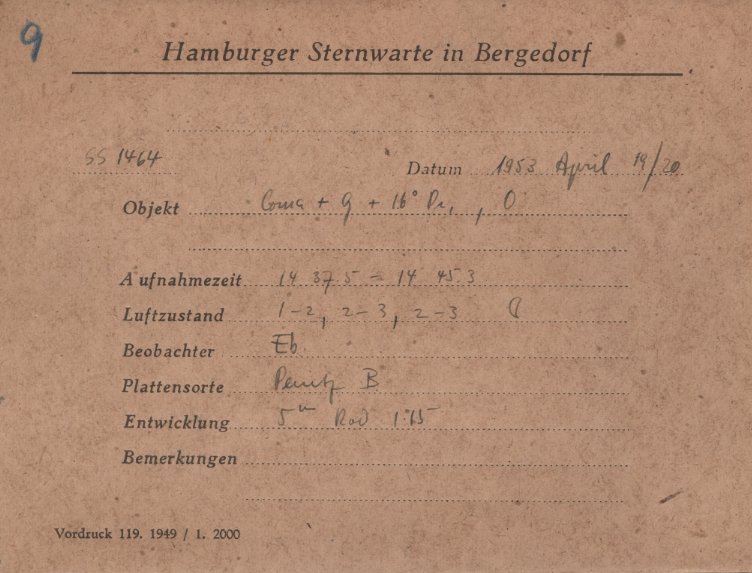 9
Hamburger Sternwarte in Bergedorf
SS 1464
Datum 1953 April 19/20
Objekt Coma + 9 + 16° Pr, , O
Aufnahmezeit 14 37 5 – 14 45 3
Luftzustand 1-2, 2-3, 2-3
Beobachter Eb
Plattensorte Perutz B
Entwicklung 5m Rod 1:15
Bemerkungen
Vordruck 119. 1949 / 1. 2000